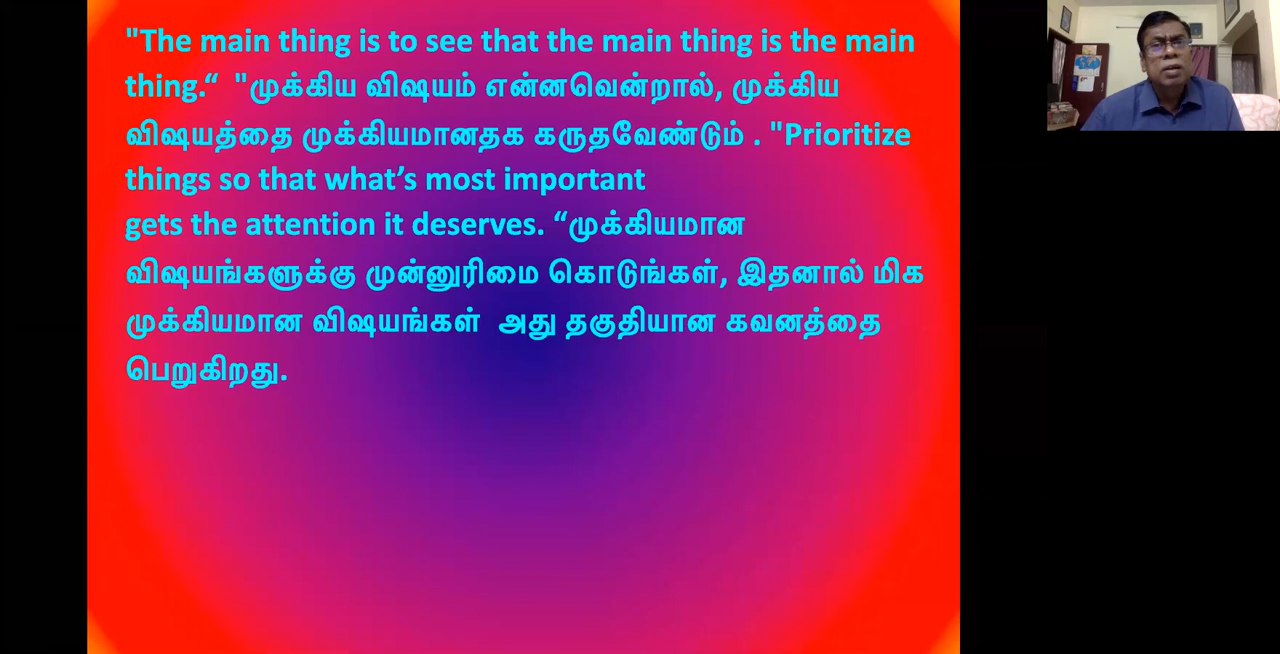 "The main thing is to see that the main thing is the main
thing.“ "முக்கிய விஷயம் என்னவென்றால், முக்கிய
விஷயத்தை முக்கியமானதக கருதவேண்டும் . "Prioritize
things so that what’s most important
gets the attention it deserves. “முக்கியமான
விஷயங்களுக்கு முன்னுரிமை கொடுங்கள், இதனால் மிக
முக்கியமான விஷயங்கள் அது தகுதியான கவனத்தை
பெறுகிறது.